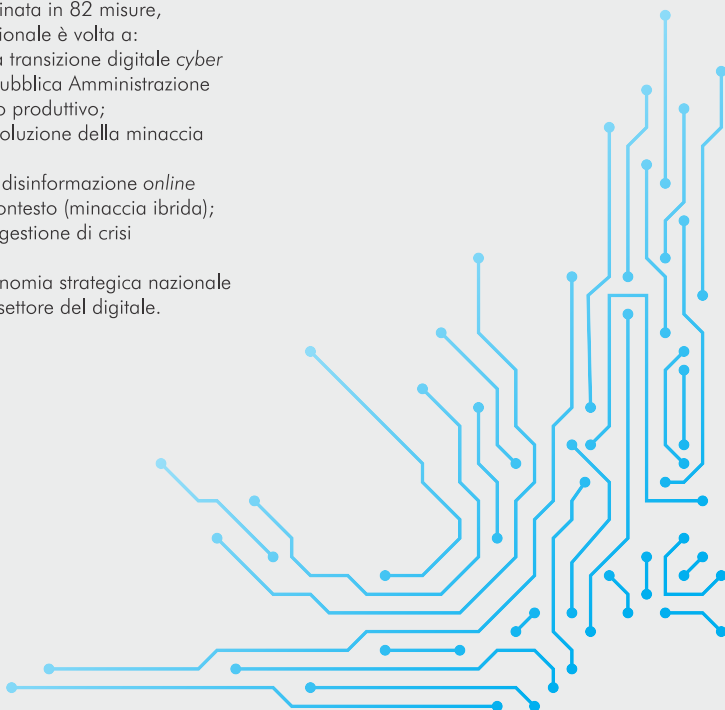 inata in 82 misure,
ionale è volta a:
a transizione digitale cyber
ubblica Amministrazione
o produttivo;
oluzione della minaccia
disinformazione online
ontesto (minaccia ibrida);
gestione di crisi
nomia strategica nazionale
settore del digitale.